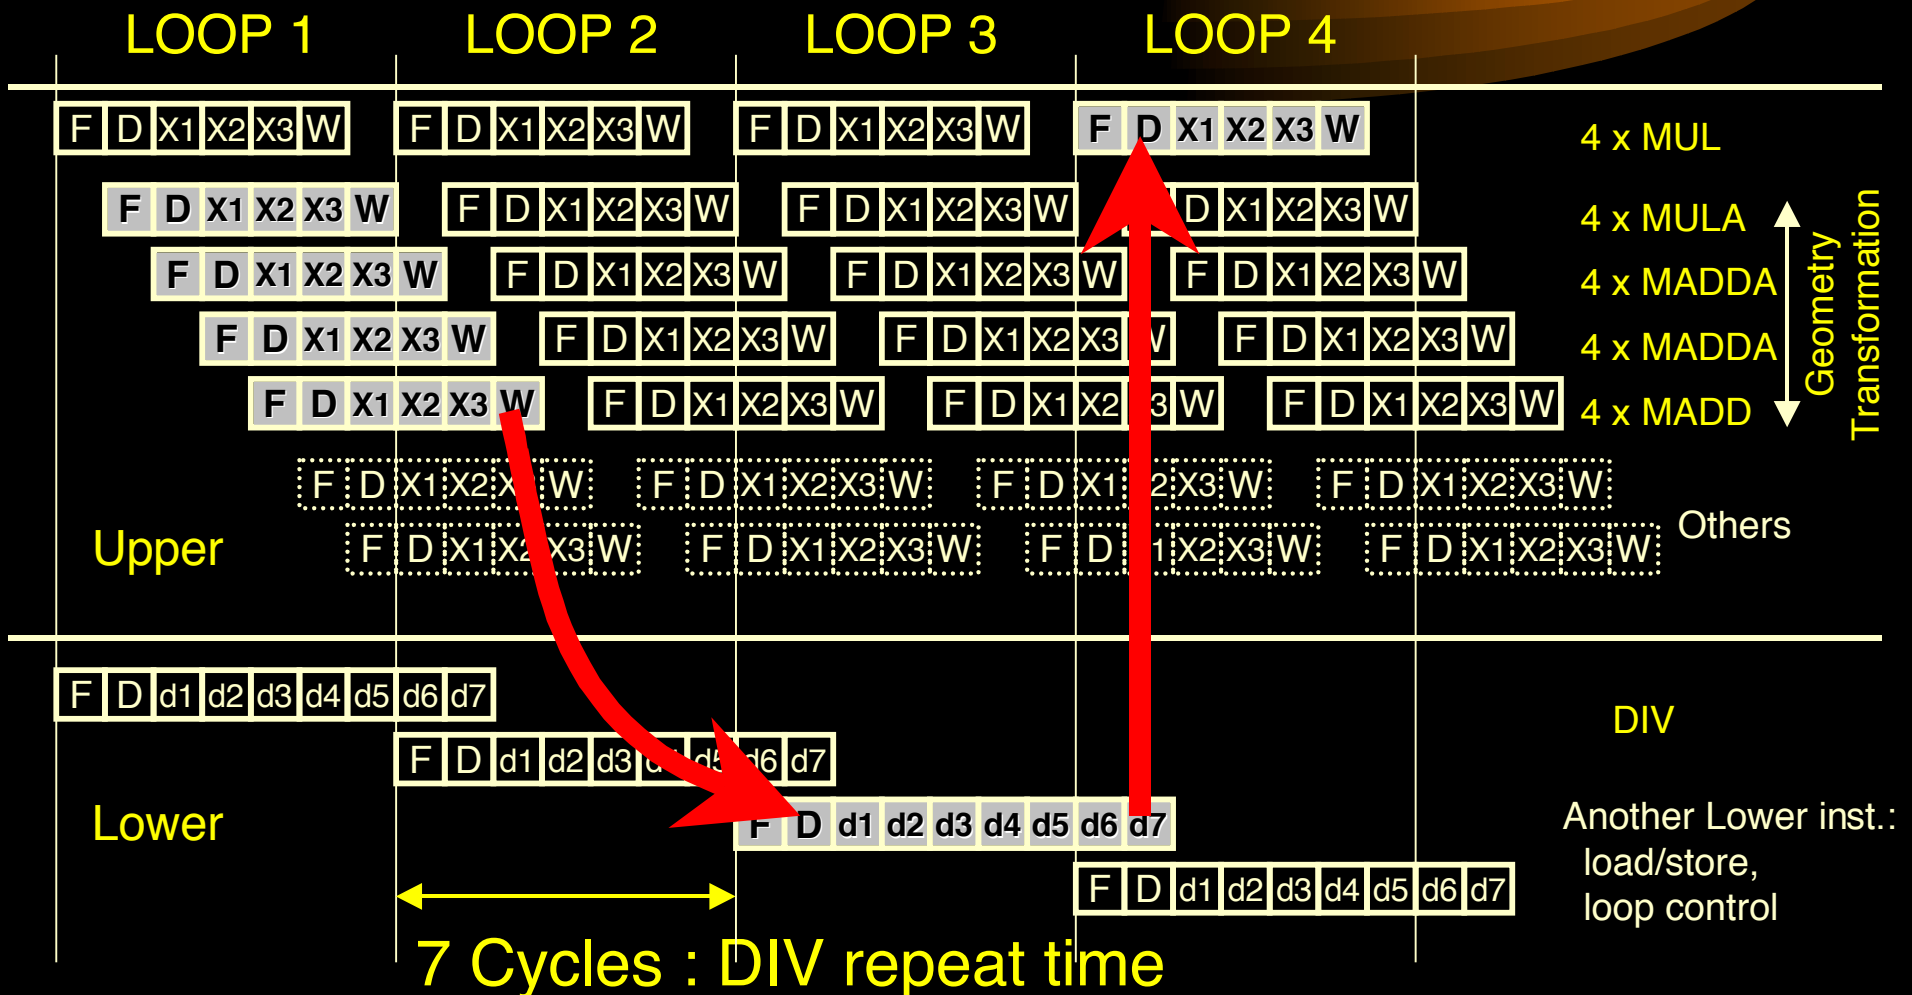 LOOP 1 LOOP 2 LOOP 3 LOOP 4
F D X1 X2 X3 W F D X1 X2 X3 W F D X1 X2 X3 W F D X1 X2 X3 W 4 x MUL
F D X1 X2 X3 W F D X1 X2 X3 W F D X1 X2 X3 W D X1 X2 X3 W 4 x MULA
F D X1 X2 X3 W F D X1 X2 X3 W F D X1 X2 X3 W F D X1 X2 X3 W 4 x MADDA
F D X1 X2 X3 W F D X1 X2 X3 W F D X1 X2 X3 W F D X1 X2 X3 W 4 x MADDA
F D X1 X2 X3 W F D X1 X2 X3 W F D X1 X2 3 W F D X1 X2 X3 W 4 x MADD
Geometry
Transformation
F D X1 X2 X W F D X1 X2 X3 W F D X1 2 X3 W F D X1 X2 X3 W
Others
Upper F D X1 X2 X3 W F D X1 X2 X3 W F D 1 X2 X3 W F D X1 X2 X3 W
F D d1 d2 d3 d4 d5 d6 d7
DIV
F D d1 d2 d3 d5 d6 d7
Lower F D d1 d2 d3 d4 d5 d6 d7
Another Lower inst.:
load/store,
F D d1 d2 d3 d4 d5 d6 d7
loop control
7 Cycles : DIV repeat time